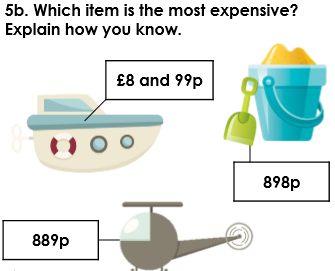 5b. Which item is the most expensive?
Explain how you know.
£8 and 99p
898p
889p